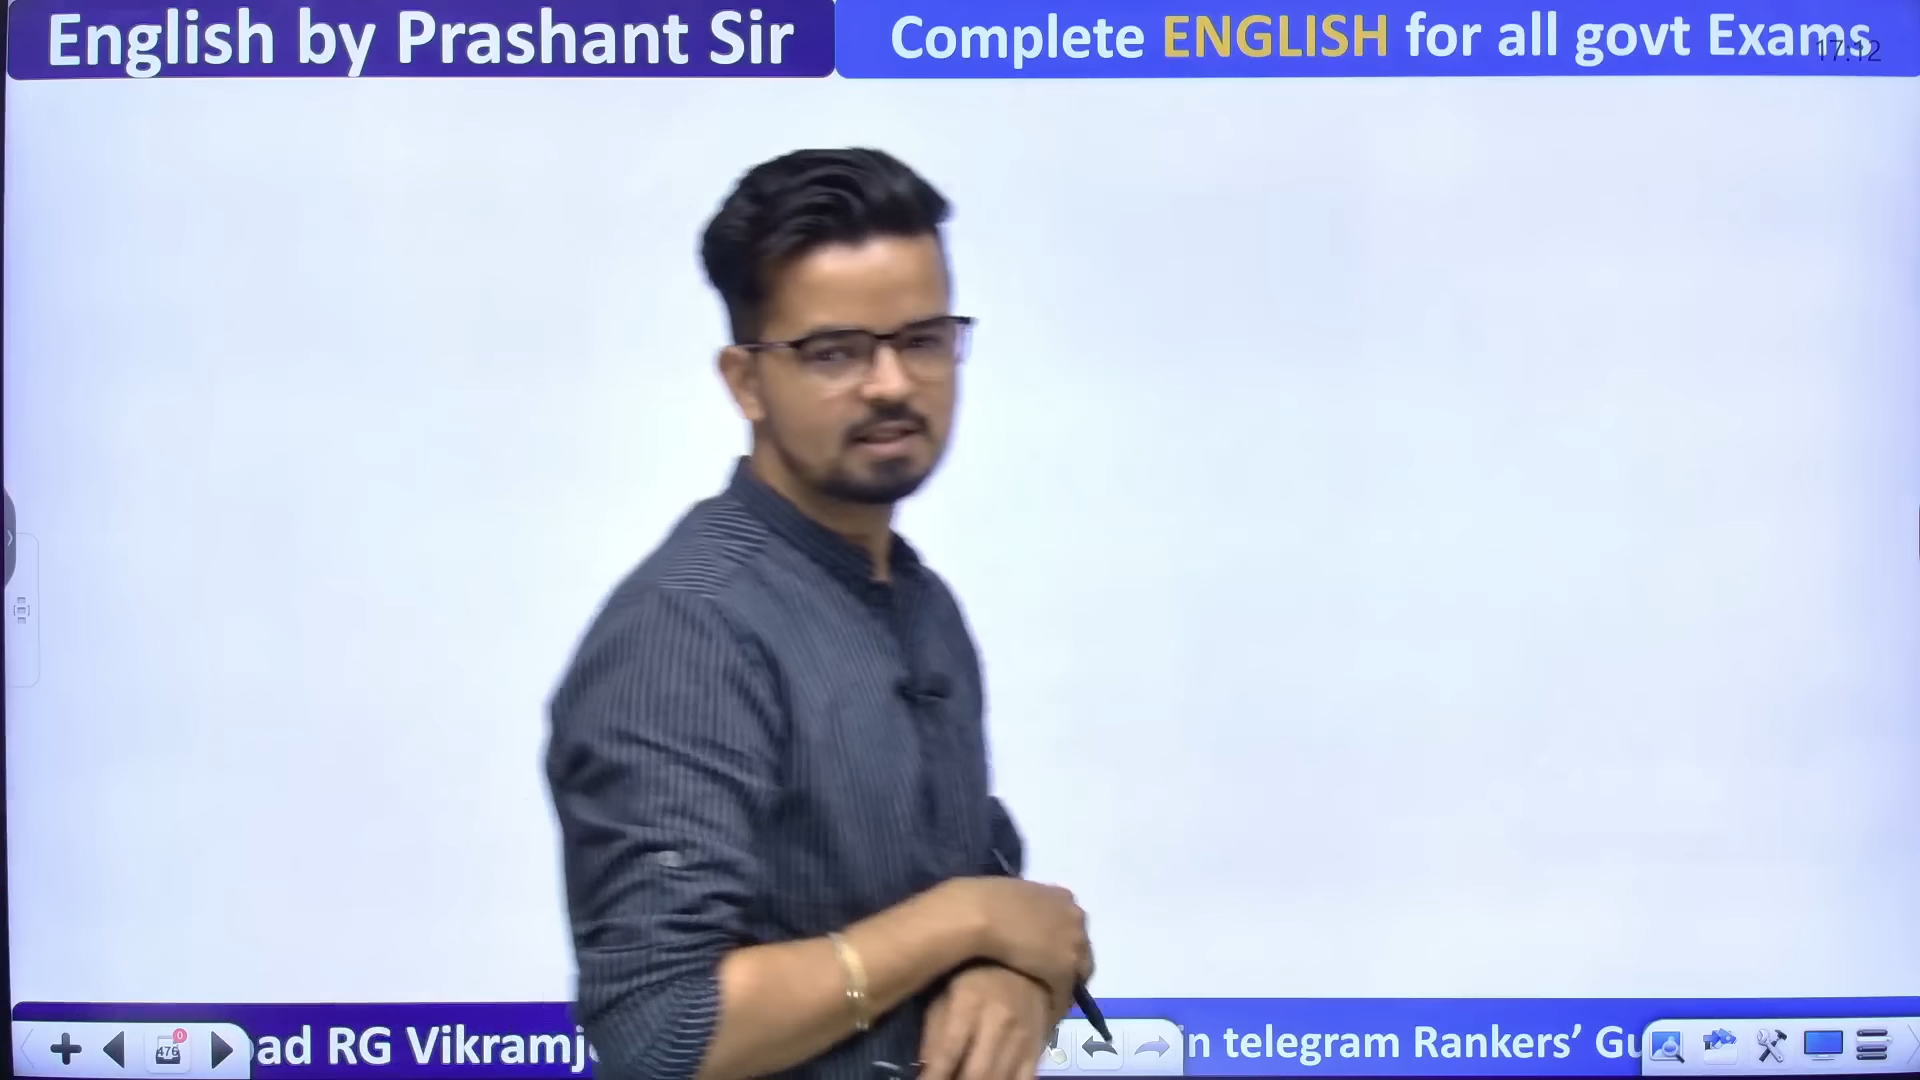 English by Prashant Sir
Complete ENGLISH for all govt Exams
17:12
476
0
ad RG Vikramj
n telegram Rankers' Gu